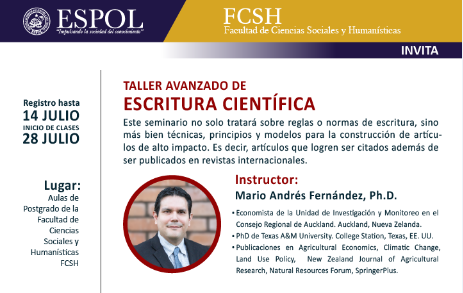 ESPOL
"Impulsando la sociedad del conocimiento"
FCSH
Facultad de Ciencias Sociales y Humanísticas
INVITA
Registro hasta
14 JULIO
INICIO DE CLASES
28 JULIO
Lugar:
Aulas de
Postgrado de la
Facultad de
Ciencias
Sociales y
Humanísticas
FCSH
TALLER AVANZADO DE
ESCRITURA CIENTÍFICA
Este seminario no solo tratará sobre reglas o normas de escritura, sino
más bien técnicas, principios y modelos para la construcción de artícu-
los de alto impacto. Es decir, artículos que logren ser citados además de
ser publicados en revistas internacionales.
Instructor:
Mario Andrés Fernández, Ph.D.
•Economista de la Unidad de Investigación y Monitoreo en el
Consejo Regional de Auckland. Auckland, Nueva Zelanda.
•PhD de Texas A&M University. College Station, Texas, EE. UU.
•Publicaciones en Agricultural Economics, Climatic Change,
Land Use Policy, New Zealand Journal of Agricultural
Research, Natural Resources Forum, SpringerPlus.